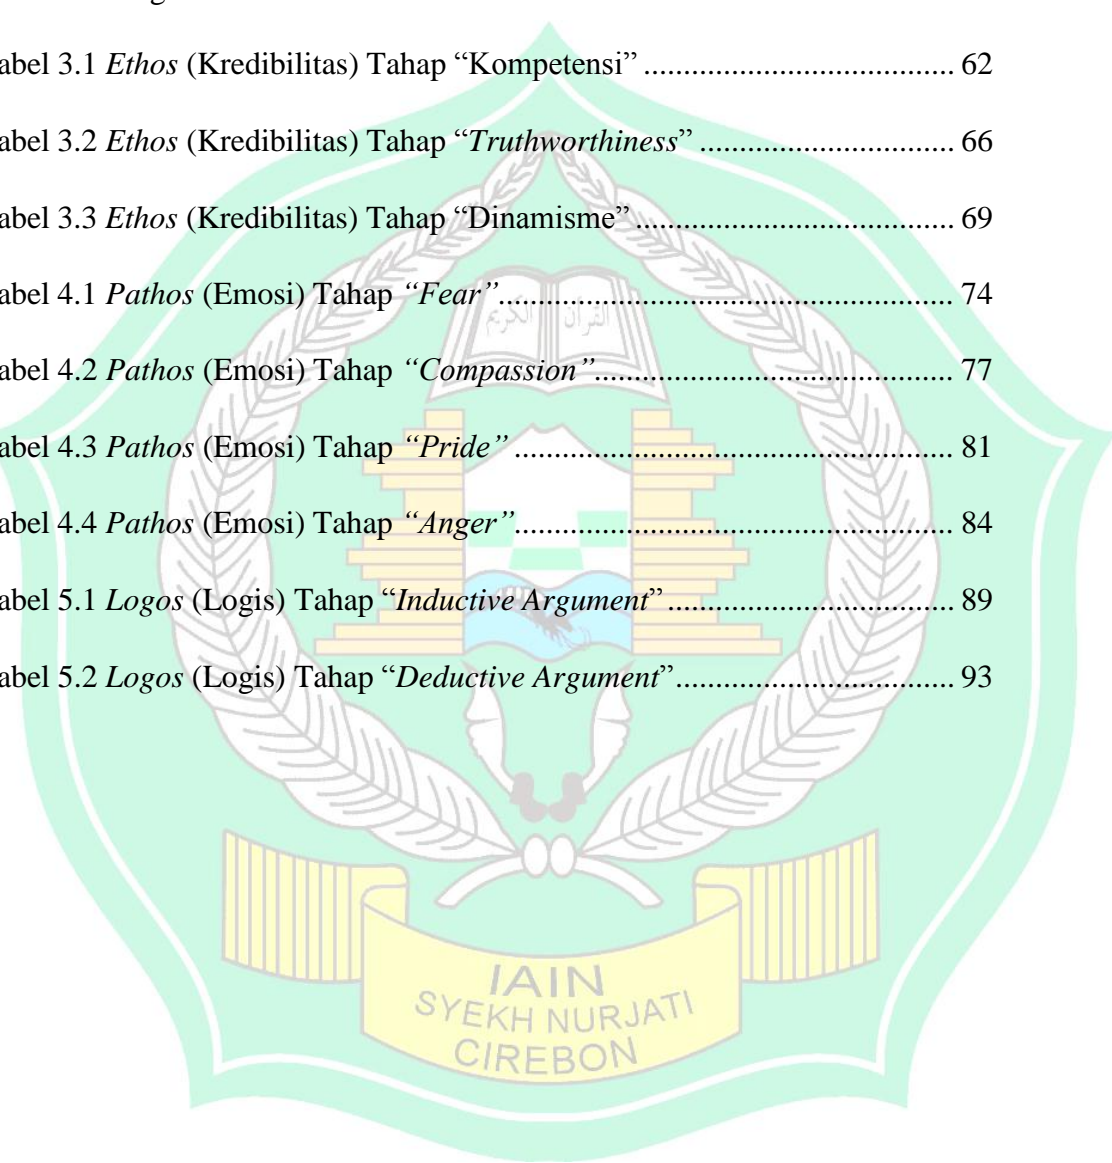 abel 3.1 Ethos (Kredibilitas) Tahap “Kompetensi” .................................. 62
abel 3.2 Ethos (Kredibilitas) Tahap “Truthworthiness” ............................ 66
abel 3.3 Ethos (Kredibilitas) Tahap “Dinamisme” ................................... 69
abel 4.1 Pathos (Emosi) Tahap “Fear”................................................... 74
abel 4.2 Pathos (Emosi) Tahap “Compassion”........................................ 77
abel 4.3 Pathos (Emosi) Tahap “Pride” ................................................. 81
abel 4.4 Pathos (Emosi) Tahap “Anger”................................................. 84
abel 5.1 Logos (Logis) Tahap “Inductive Argument” ............................... 89
abel 5.2 Logos (Logis) Tahap “Deductive Argument”.............................. 93
القرآن الكريم
IAIN
SYEKH NURJATI
CIREBON